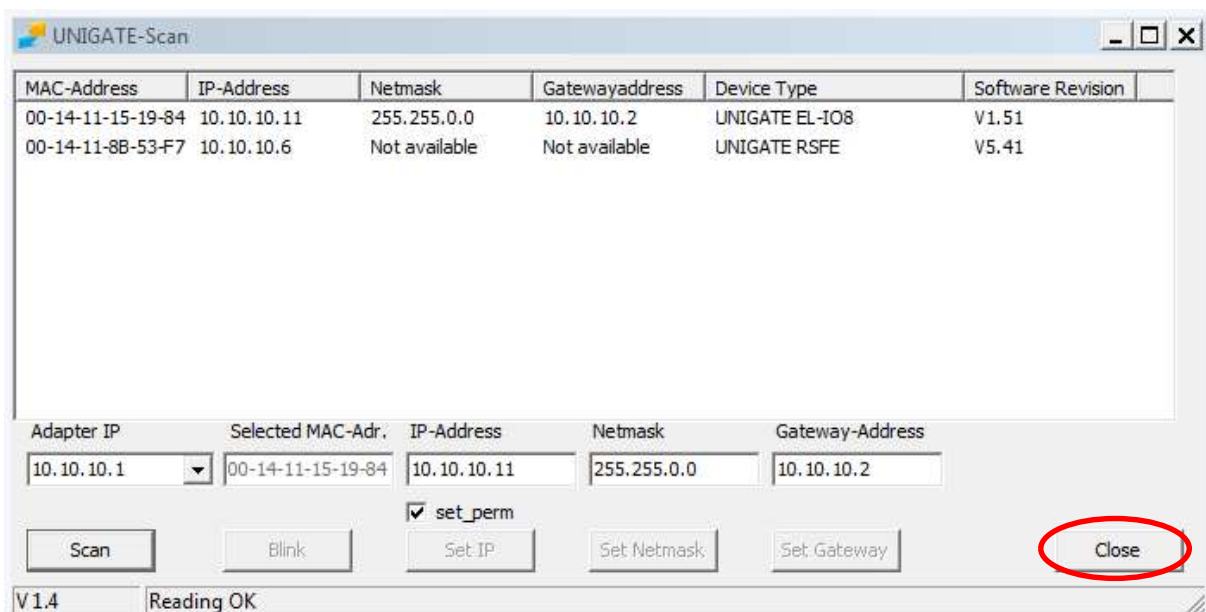 UNIGATE-Scan
MAC-Address IP-Address Netmask Gatewayaddress Device Type Software Revision
00-14-11-15-19-84 10.10.10.11 255.255.0.0 10.10.10.2 UNIGATE EL-IO8 V1.51
00-14-11-8B-53-F7 10.10.10.6 Not available Not available UNIGATE RSFE V5.41
Adapter IP Selected MAC-Adr. IP-Address Netmask Gateway-Address
10.10.10.1 00-14-11-15-19-84 10.10.10.11 255.255.0.0 10.10.10.2
set_perm
Scan Blink Set IP Set Netmask Set Gateway Close
V 1.4 Reading OK